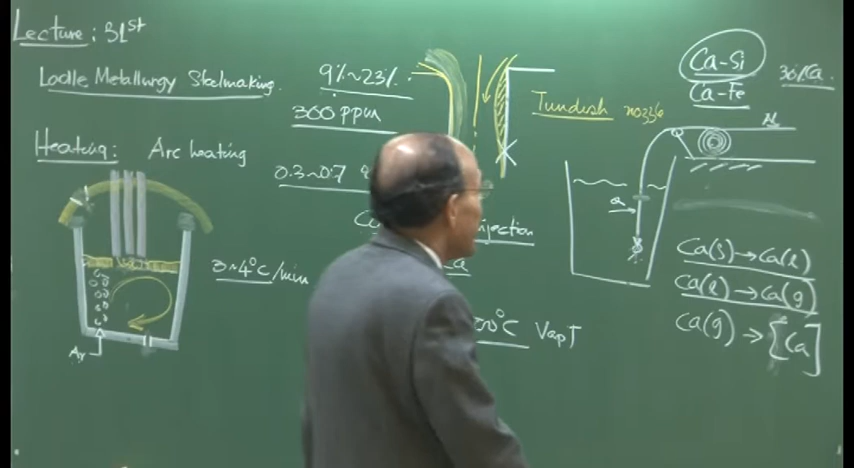 Lecture: 31st
Ladle Metallurgy Steelmaking.
Heating: Arc heating
3~4°C/min
Ar
9%~23%
300 ppm
0.3~0.7
Tundish nozzle
Ca-Si
Ca-Fe
30%Ca
Ca(s)→Ca(l)
Ca(l)→Ca(g)
Ca(g)→[Ca]
Vap T